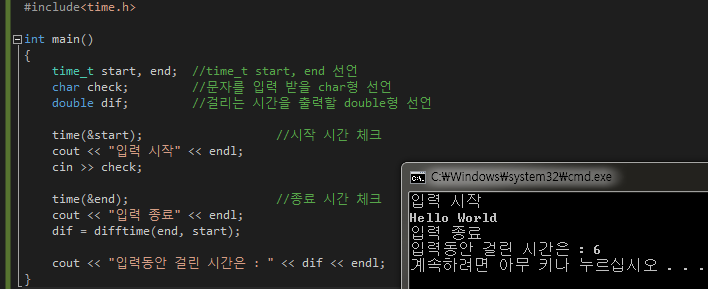 #include<time.h>
int main()
{
time_t start, end; //time_t start, end 선언
char check; //문자를 입력 받을 char형 선언
double dif; //걸리는 시간을 출력할 double형 선언
time(&start); //시작 시간 체크
cout << "입력 시작" << endl;
cin >> check;
time(&end); //종료 시간 체크
cout << "입력 종료" << endl;
dif = difftime(end, start);
cout << "입력동안 걸린 시간은 : " << dif << endl;
}
C:\Windows\system32\cmd.exe
입력 시작
Hello World
입력 종료
입력동안 걸린 시간은 : 6
계속하려면 아무 키나 누르십시오 . . .